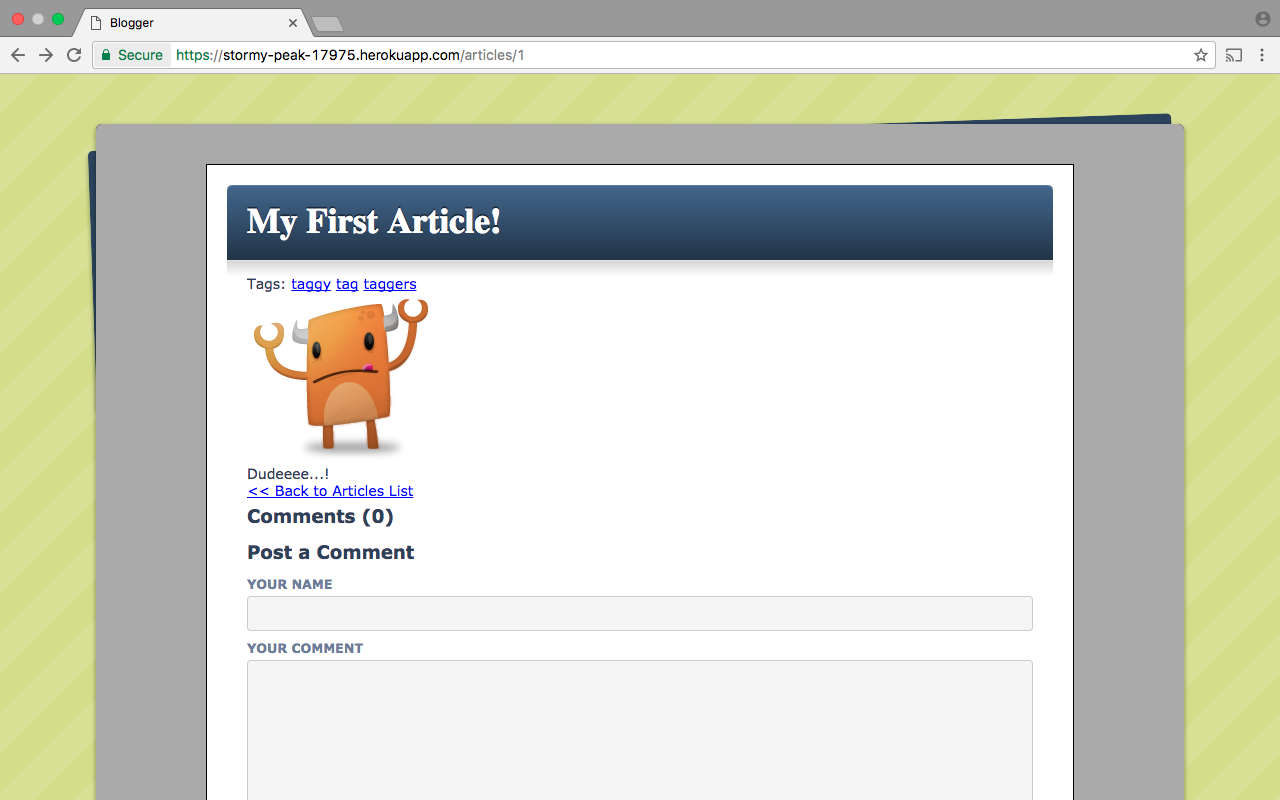 Blogger
Secure https://stormy-peak-17975.herokuapp.com/articles/1
My First Article!
Tags: taggy tag taggers
Dudeeee...!
<< Back to Articles List
Comments (0)
Post a Comment
YOUR NAME
YOUR COMMENT